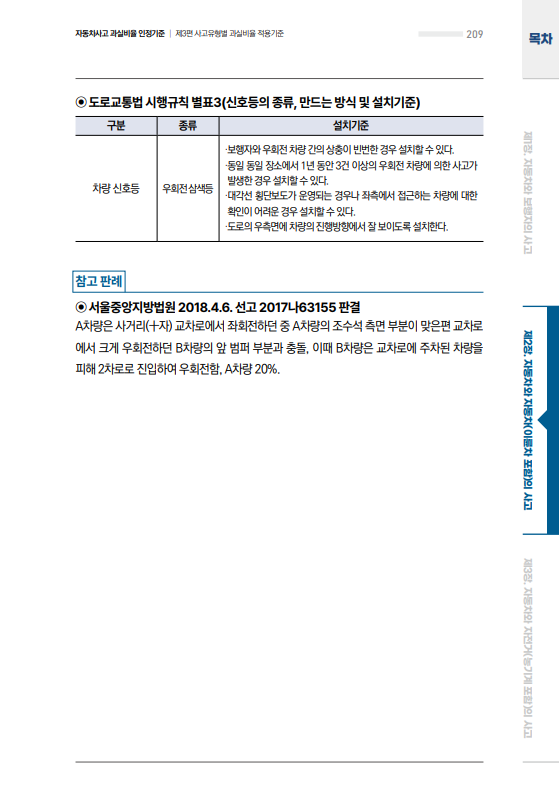 자동차사고 과실비율 인정기준 | 제3편 사고유형별 과실비율 적용기준
209
목차
◉ 도로교통법 시행규칙 별표3(신호등의 종류, 만드는 방식 및 설치기준)
구분 종류 설치기준
차량 신호등 우회전 삼색등
·보행자와 우회전 차량 간의 상충이 빈번한 경우 설치할 수 있다.
·동일 동일 장소에서 1년 동안 3건 이상의 우회전 차량에 의한 사고가
발생한 경우 설치할 수 있다.
·대각선 횡단보도가 운영되는 경우나 좌측에서 접근하는 차량에 대한
확인이 어려운 경우 설치할 수 있다.
·도로의 우측면에 차량의 진행방향에서 잘 보이도록 설치한다.
참고 판례
◉ 서울중앙지방법원 2018.4.6. 선고 2017나63155 판결
A차량은 사거리(十자) 교차로에서 좌회전하던 중 A차량의 조수석 측면 부분이 맞은편 교차로
에서 크게 우회전하던 B차량의 앞 범퍼 부분과 충돌, 이때 B차량은 교차로에 주차된 차량을
피해 2차로로 진입하여 우회전함, A차량 20%.
제1장. 자동차와 보행자의 사고
제2장. 자동차와 자동차(이륜차 포함)의 사고
제3장. 자동차와 자전거(농기계 포함)의 사고